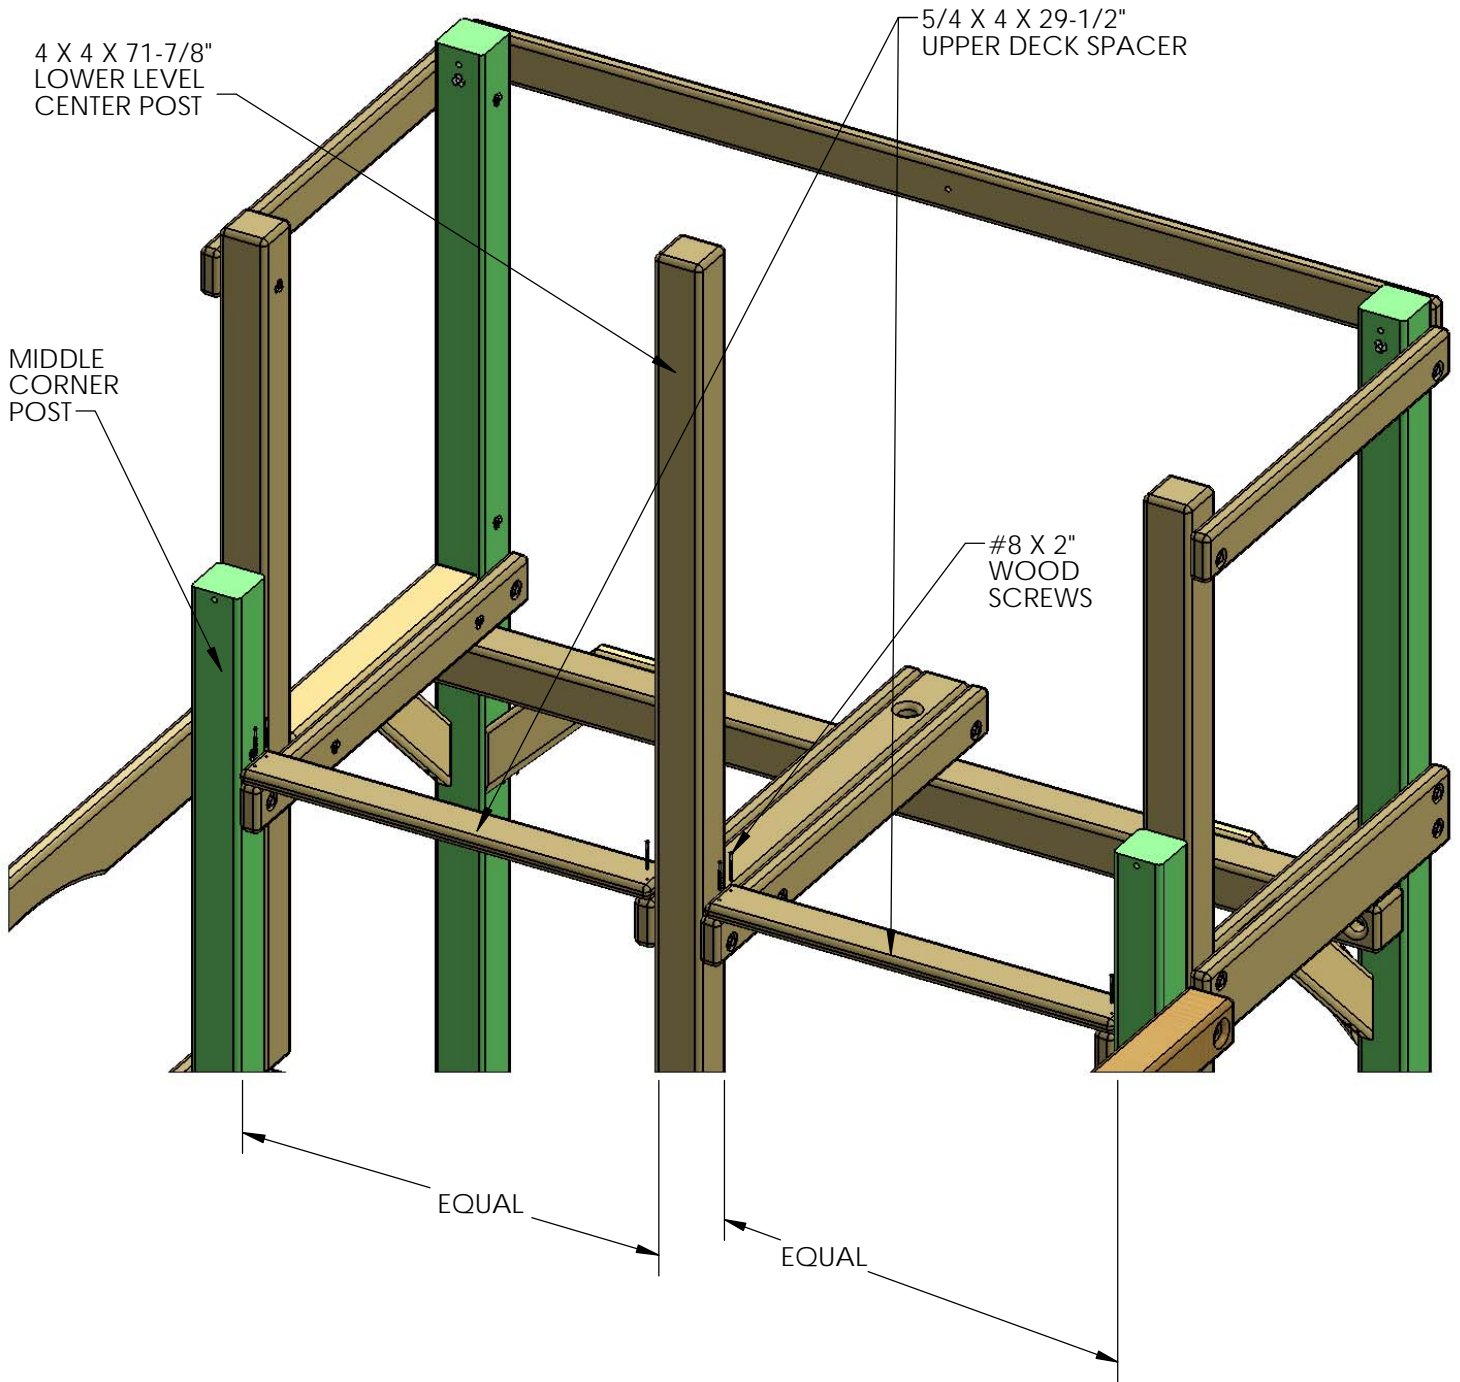 4 X 4 X 71-7/8"
LOWER LEVEL
CENTER POST
5/4 X 4 X 29-1/2"
UPPER DECK SPACER
MIDDLE
CORNER
POST
#8 X 2"
WOOD
SCREWS
EQUAL
EQUAL